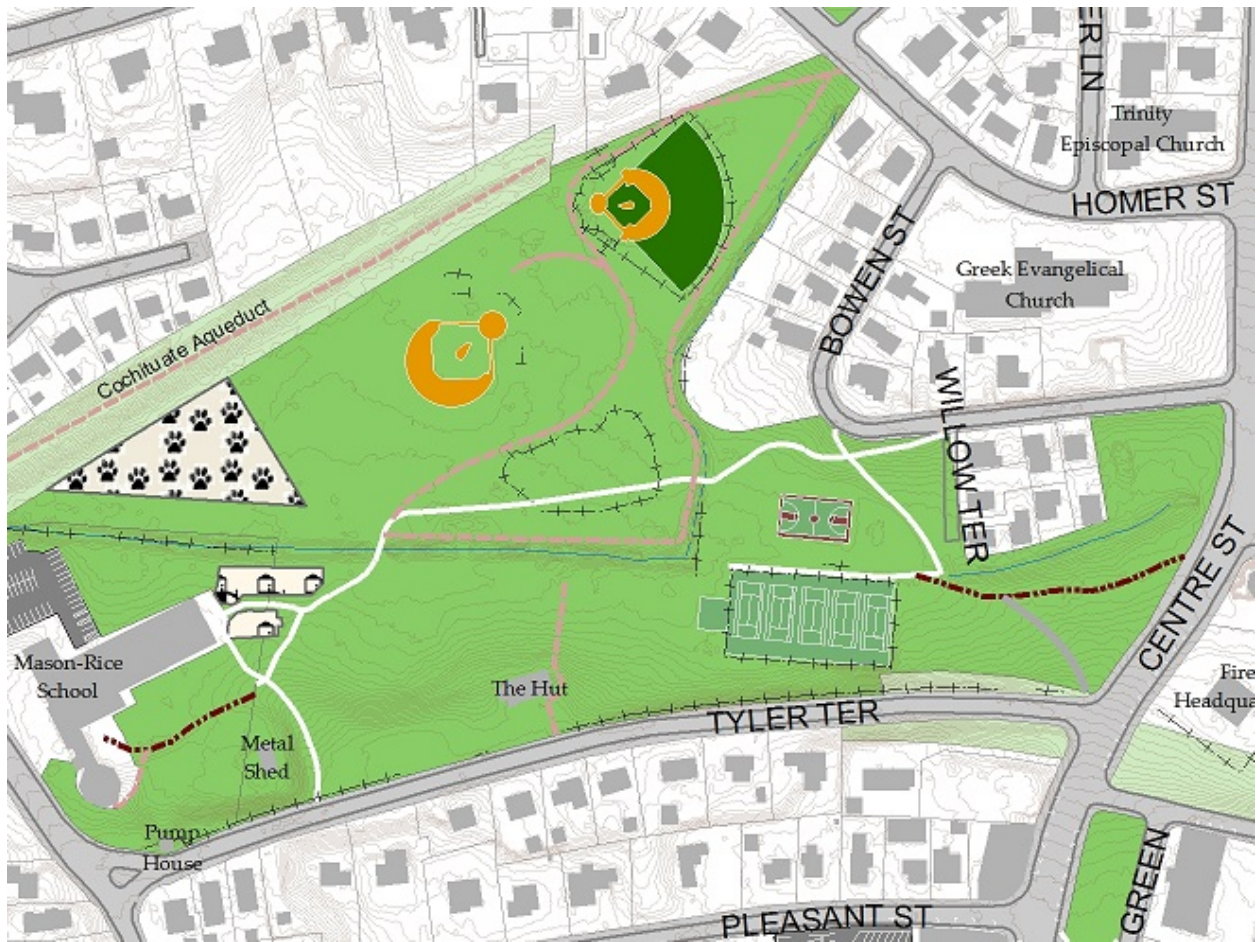 ER LN
Trinity
Episcopal Church
HOMER ST
BOWEN ST
Greek Evangelical
Church
Cochituate Aqueduct
WILLOW TER
CENTRE ST
Mason-Rice
School
The Hut
Fire
Headqua
TYLER TER
Metal
Shed
Pump
House
GREEN
PLEASANT ST